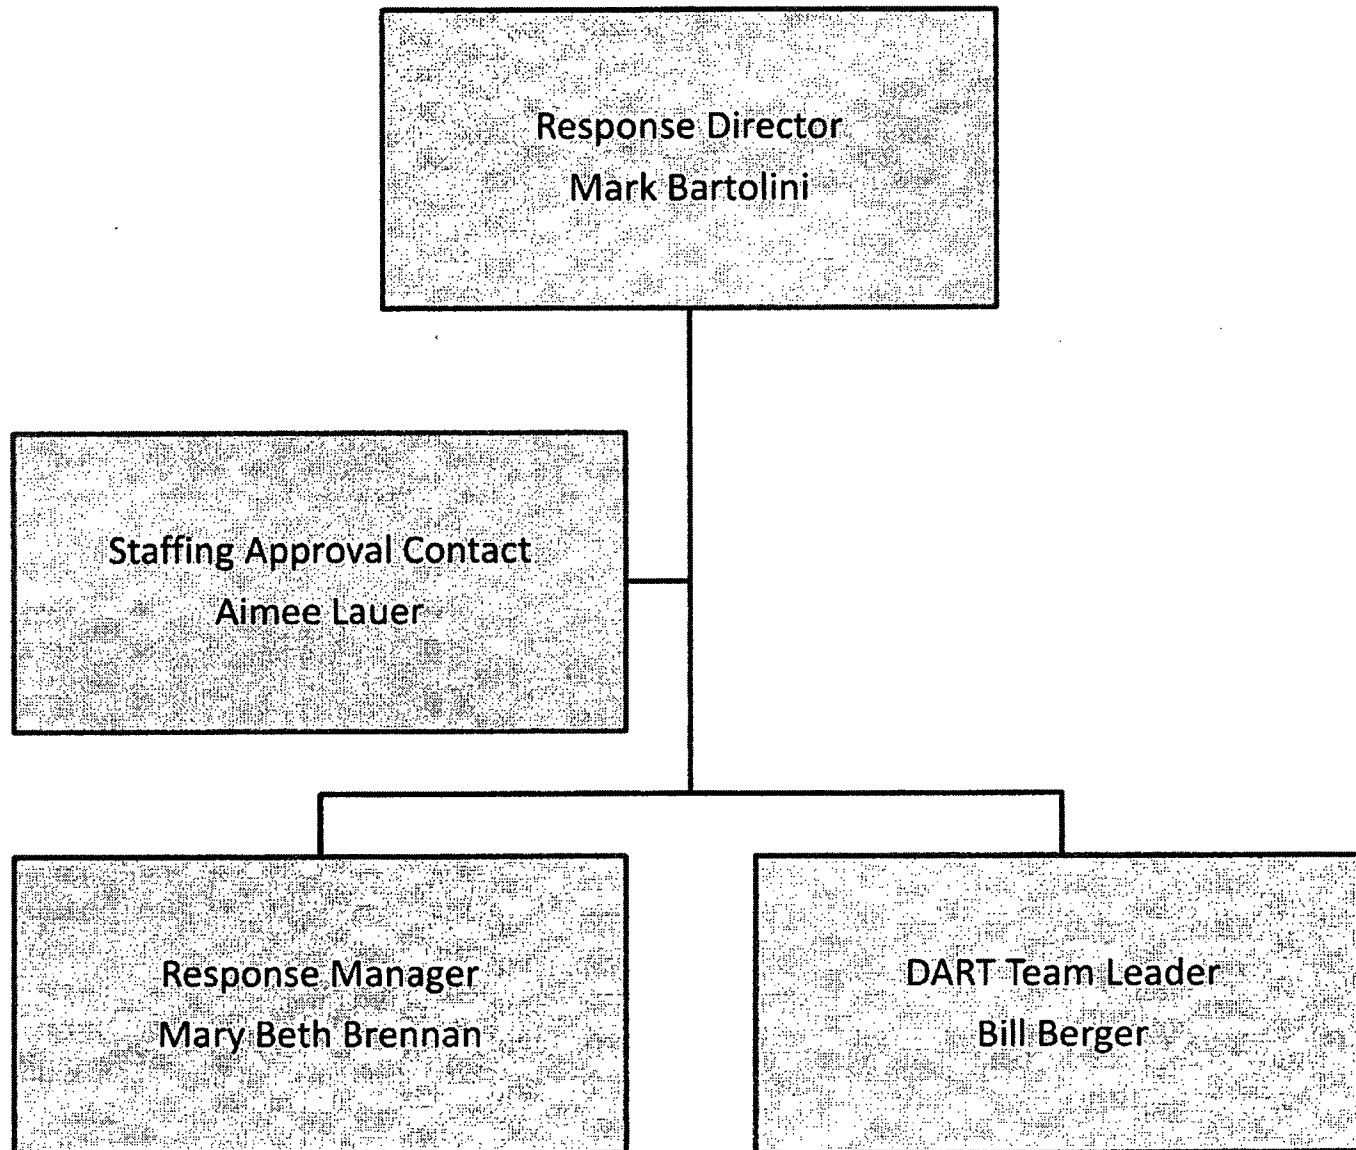 Response Director
Mark Bartolini
Staffing Approval Contact
Aimee Lauer
Response Manager
Mary Beth Brennan
DART Team Leader
Bill Berger